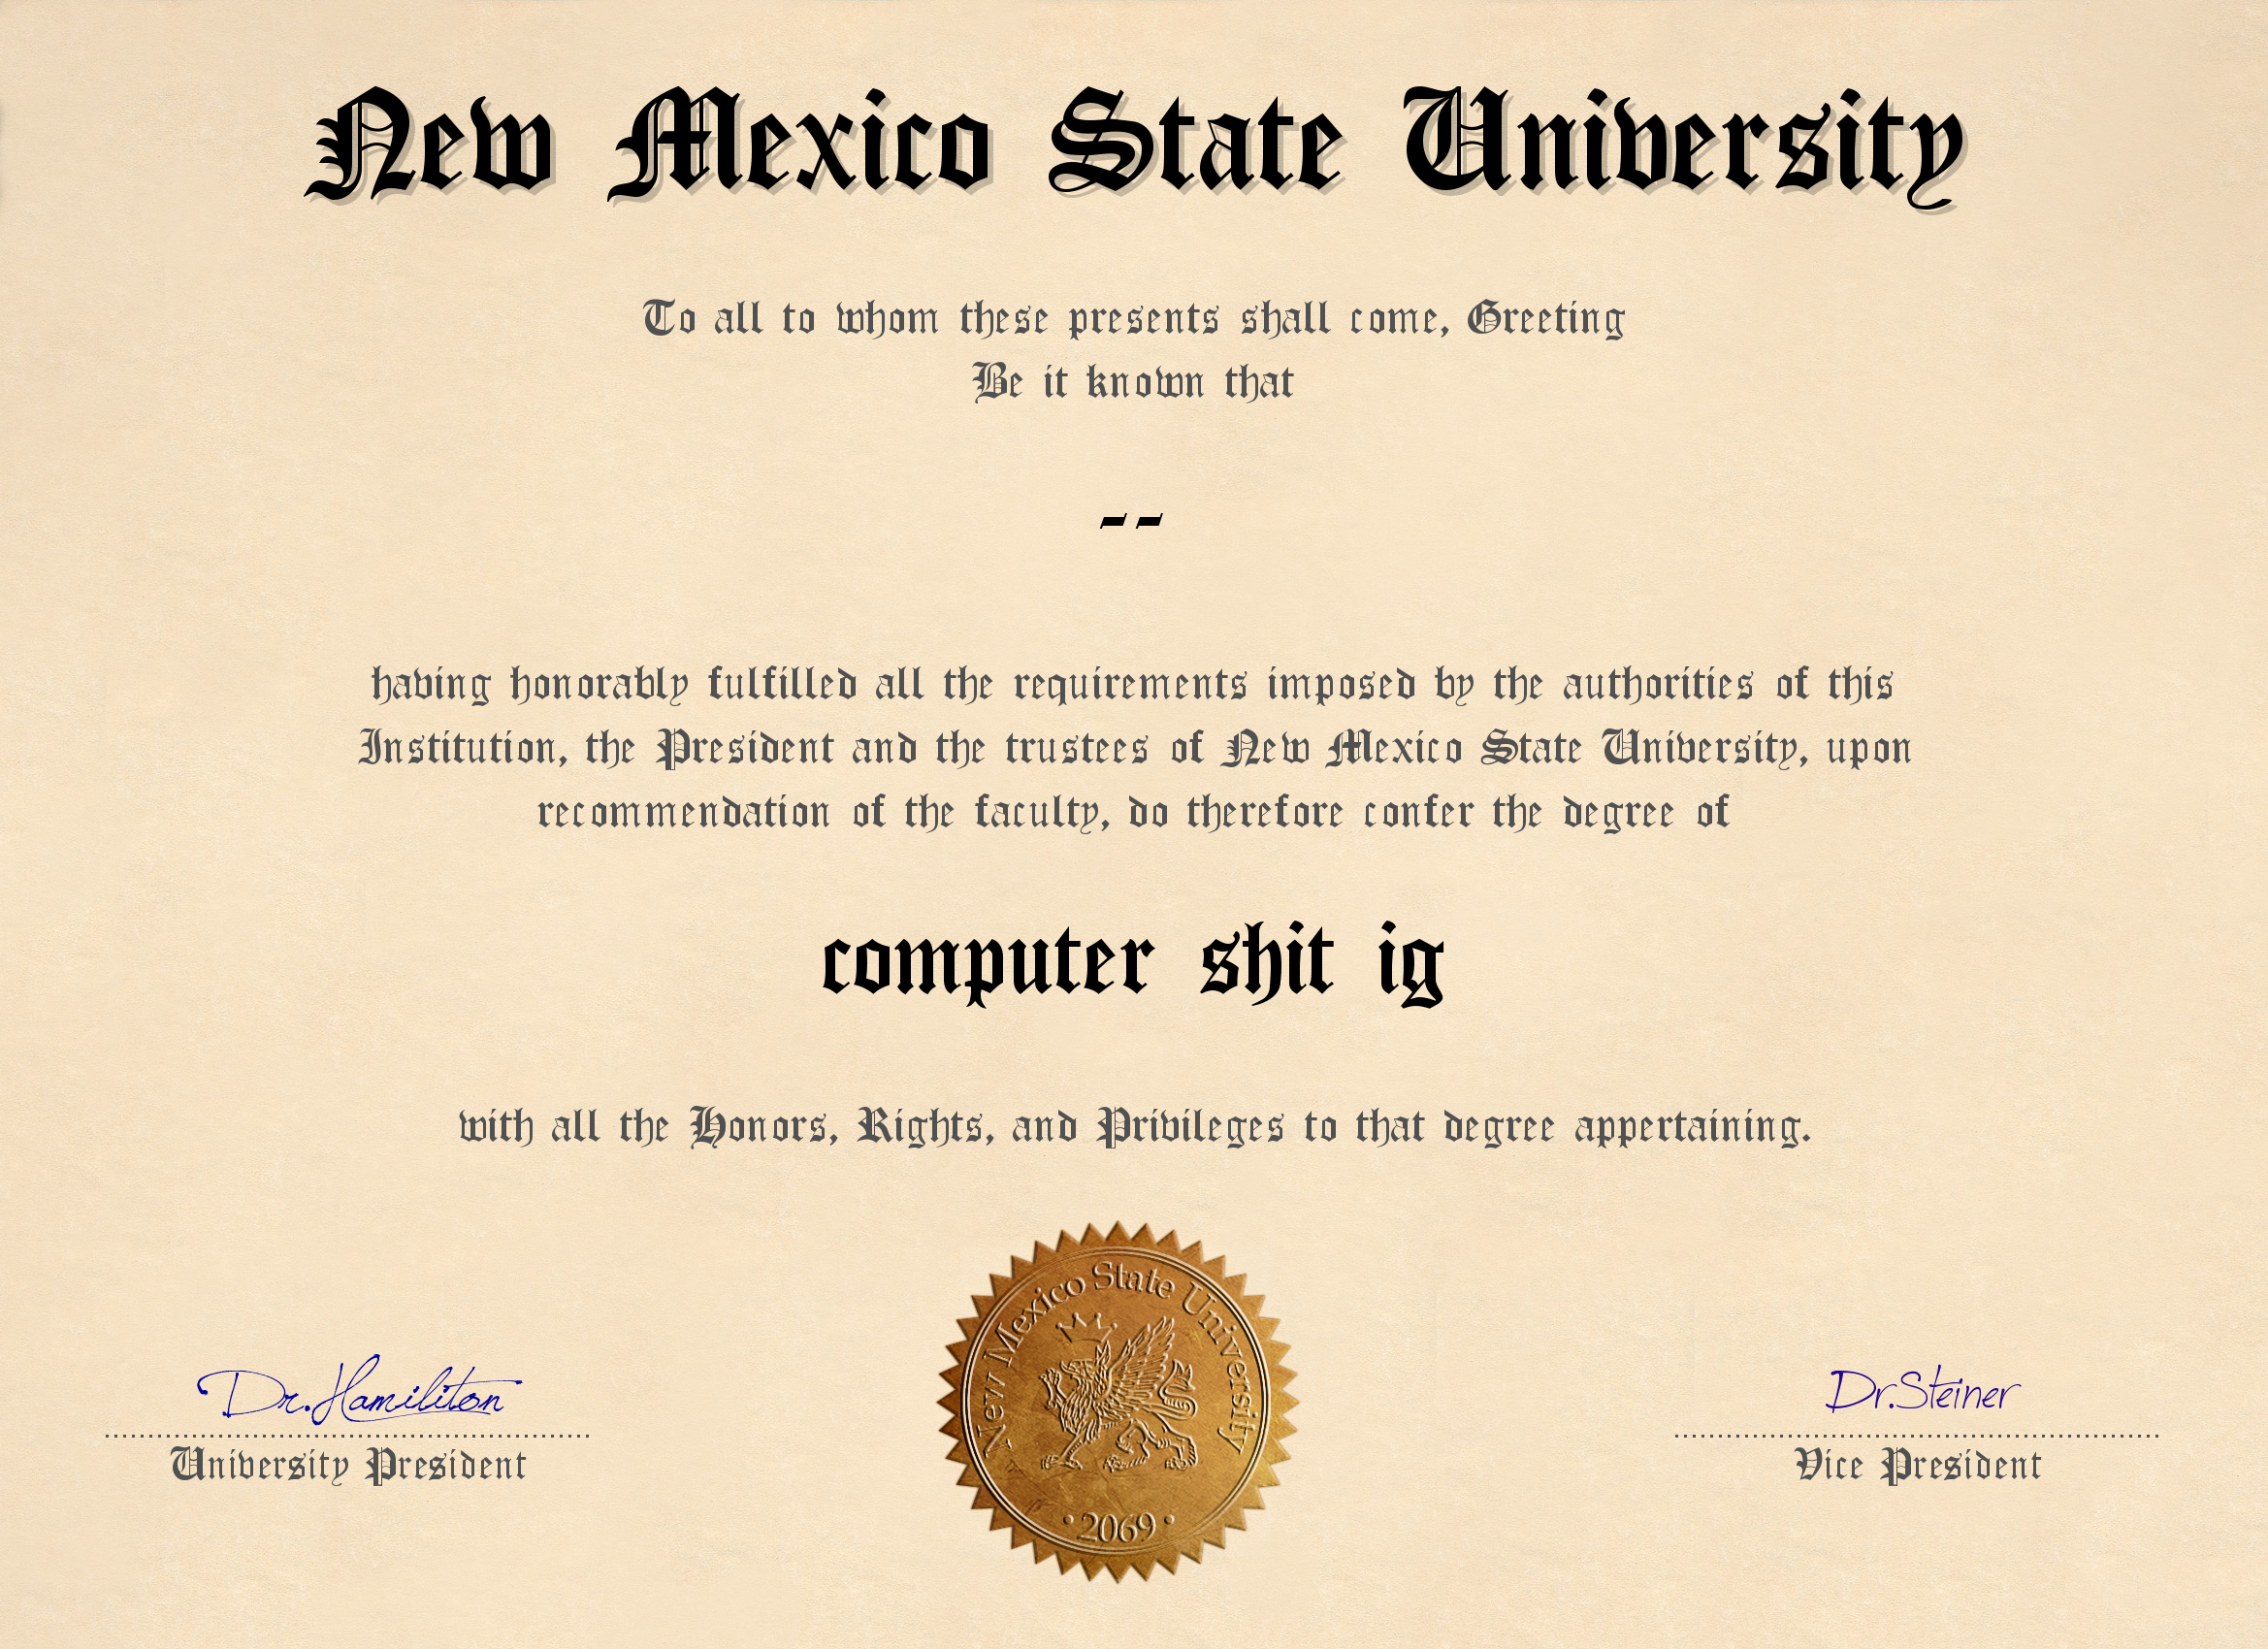 New Mexico State University
To all to whom these presents shall come, Greeting
Be it known that
--
having honorably fulfilled all the requirements imposed by the authorities of this
Institution, the President and the trustees of New Mexico State University, upon
recommendation of the faculty, do therefore confer the degree of
computer shit ig
with all the Honors, Rights, and Privileges to that degree appertaining.
New Mexico State University
• 2069 •
Dr.Hamiliton
University President
Dr.Steiner
Vice President